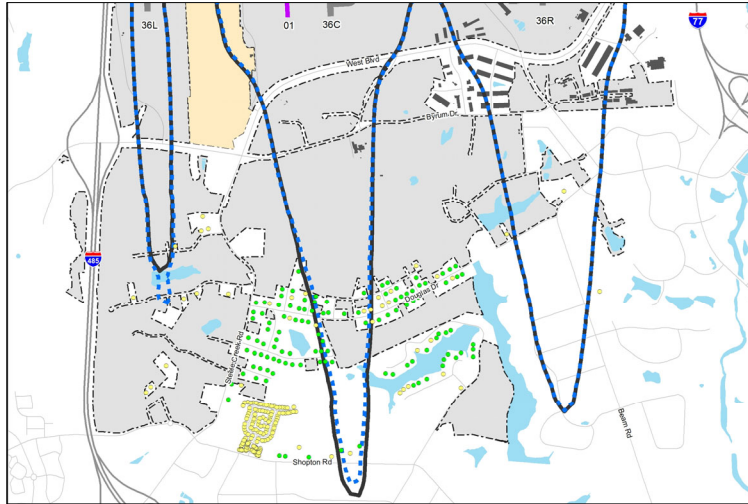 36L
01
36C
36R
77
West Blvd
Byrum Dr
485
Douglas Dr
Steele Creek Rd
Beam Rd
Shopton Rd